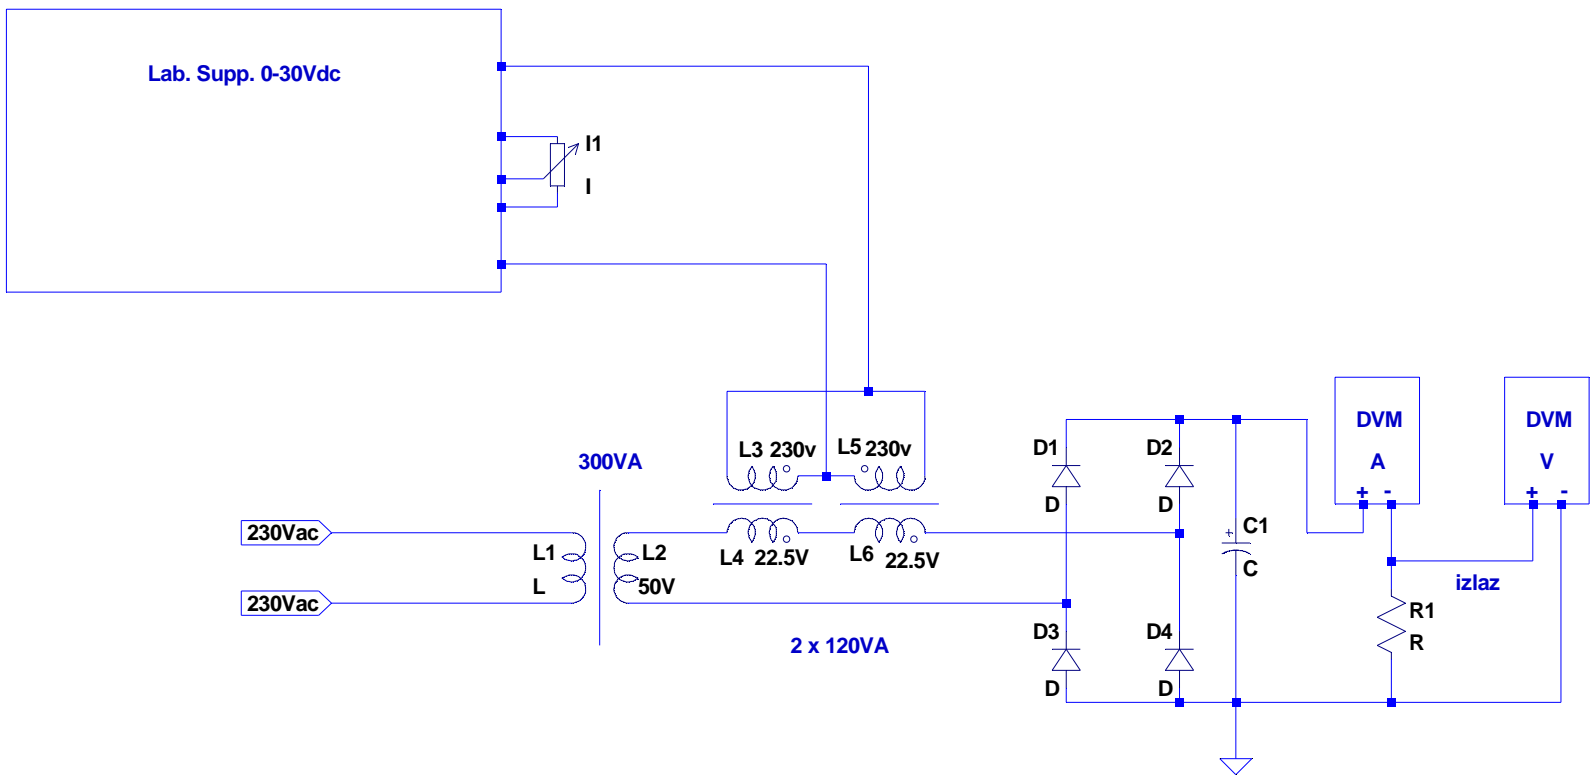 Lab. Supp. 0-30Vdc
I1
I
L3 230v
L5 230v
300VA
230Vac
230Vac
L1
L
L2
50V
L4 22.5V
L6 22.5V
2 x 120VA
D1
D
D2
D
D3
D
D4
D
+
C1
C
DVM
A
+ -
DVM
V
+ -
izlaz
R1
R